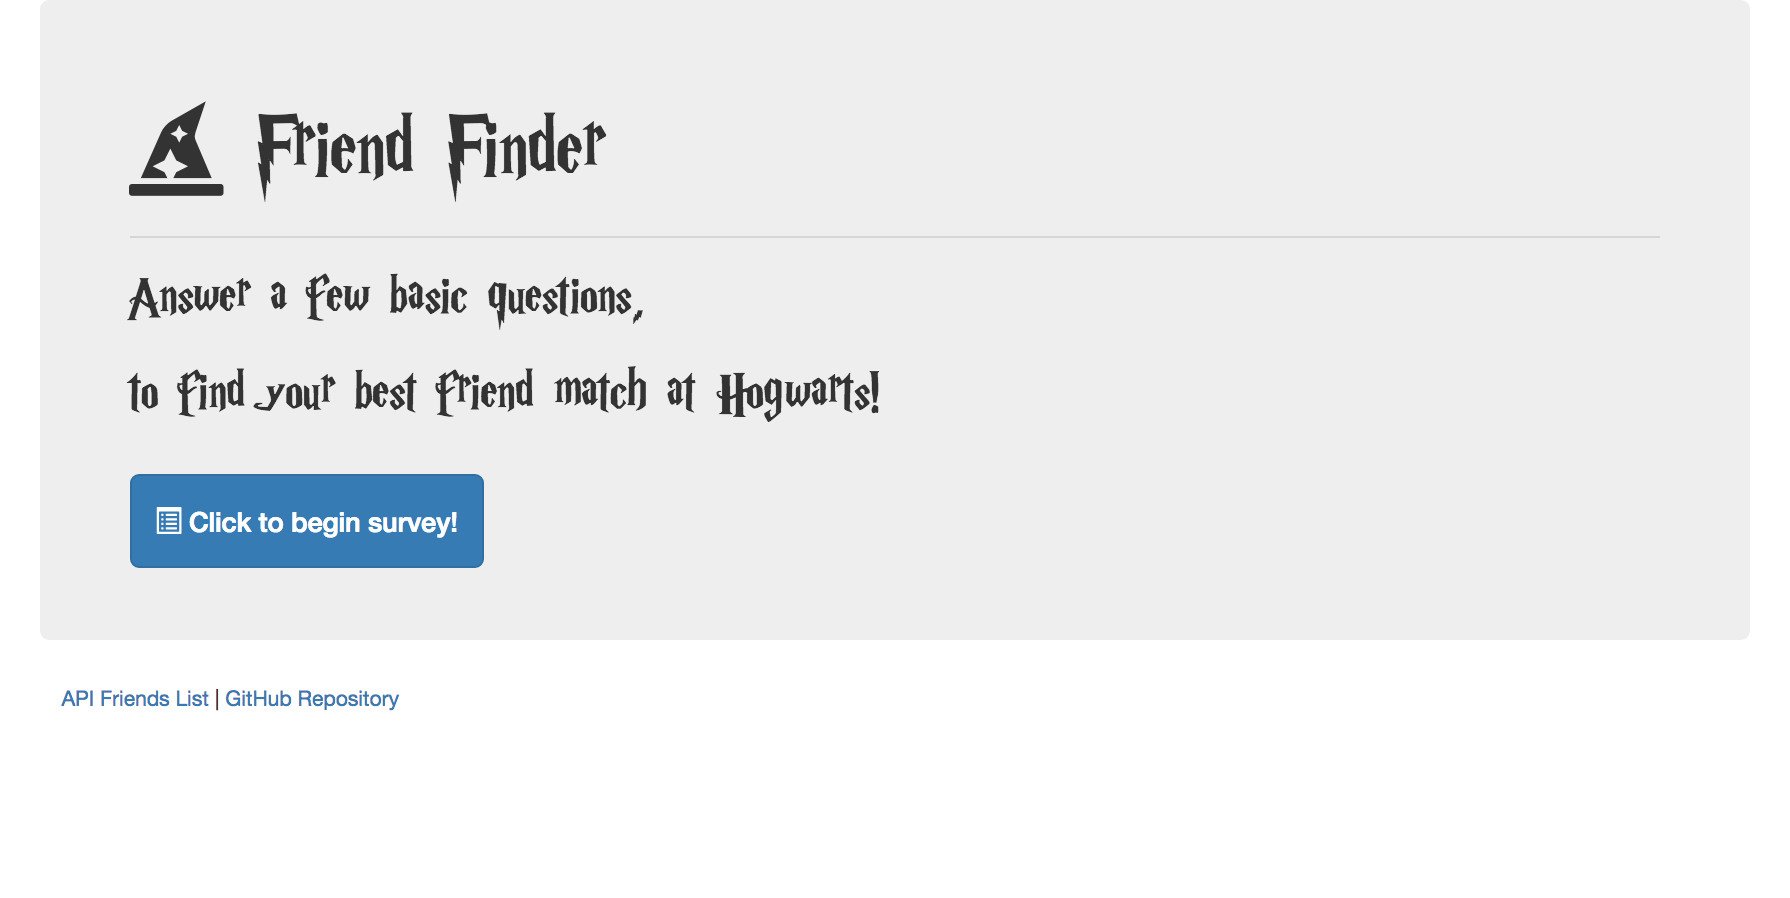 Friend Finder
Answer a few basic questions,
to find your best friend match at Hogwarts!
Click to begin survey!
API Friends List | GitHub Repository